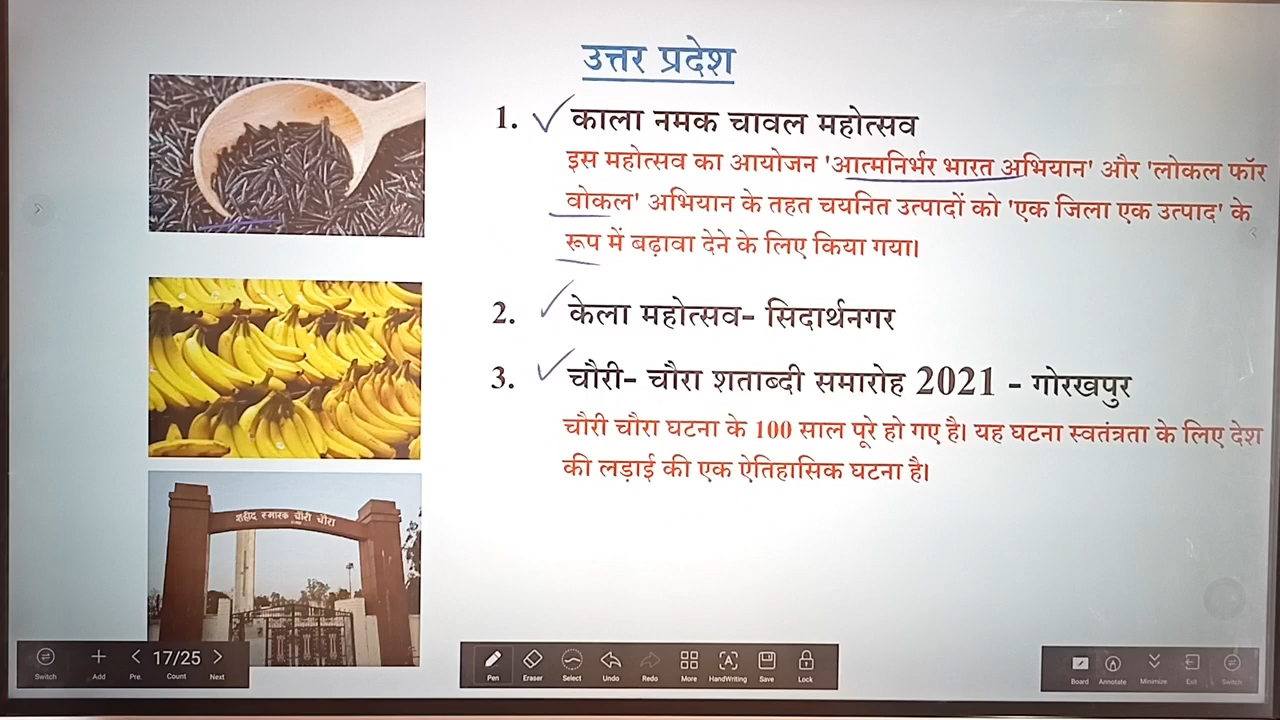 उत्तर प्रदेश
1. काला नमक चावल महोत्सव
इस महोत्सव का आयोजन 'आत्मनिर्भर भारत अभियान' और 'लोकल फॉर
वोकल' अभियान के तहत चयनित उत्पादों को 'एक जिला एक उत्पाद' के
रूप में बढ़ावा देने के लिए किया गया।
2. केला महोत्सव- सिदार्थनगर
3. चौरी- चौरा शताब्दी समारोह 2021 - गोरखपुर
चौरी चौरा घटना के 100 साल पूरे हो गए है। यह घटना स्वतंत्रता के लिए देश
की लड़ाई की एक ऐतिहासिक घटना है।
शहीद स्मारक चौरी चौरा
17/25
Switch Add Pre. Count Next
Pen Eraser Select Undo Redo More HandWriting Save Lock
Board Annotate Minimize Exit Switch